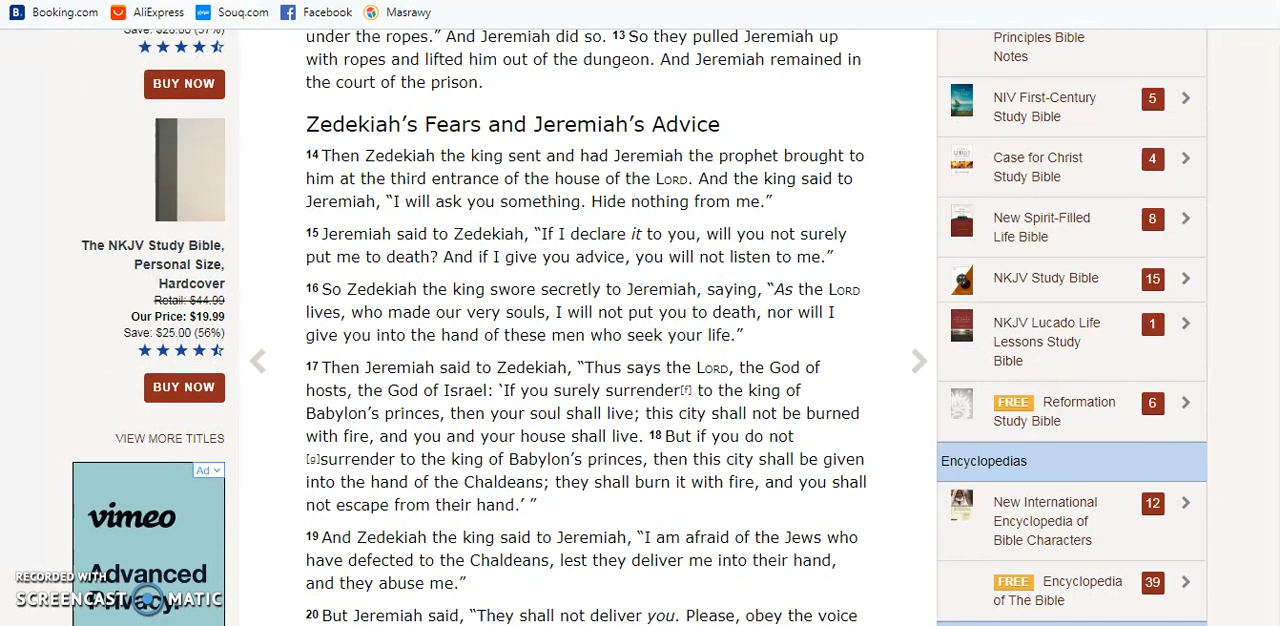 Booking.com AliExpress Souq.com Facebook Masrawy
Save: $26.00 (57%)
BUY NOW
The NKJV Study Bible,
Personal Size,
Hardcover
Retail: $44.99
Our Price: $19.99
Save: $25.00 (56%)
BUY NOW
VIEW MORE TITLES
Ad
vimeo
Advanced
Privacy.
RECORDED WITH
SCREENCAST MATIC
under the ropes.” And Jeremiah did so. 13 So they pulled Jeremiah up
with ropes and lifted him out of the dungeon. And Jeremiah remained in
the court of the prison.
Zedekiah’s Fears and Jeremiah’s Advice
14 Then Zedekiah the king sent and had Jeremiah the prophet brought to
him at the third entrance of the house of the LORD. And the king said to
Jeremiah, “I will ask you something. Hide nothing from me.”
15 Jeremiah said to Zedekiah, “If I declare it to you, will you not surely
put me to death? And if I give you advice, you will not listen to me.”
16 So Zedekiah the king swore secretly to Jeremiah, saying, “As the LORD
lives, who made our very souls, I will not put you to death, nor will I
give you into the hand of these men who seek your life.”
17 Then Jeremiah said to Zedekiah, “Thus says the LORD, the God of
hosts, the God of Israel: ‘If you surely surrender[f] to the king of
Babylon’s princes, then your soul shall live; this city shall not be burned
with fire, and you and your house shall live. 18 But if you do not
[g]surrender to the king of Babylon’s princes, then this city shall be given
into the hand of the Chaldeans; they shall burn it with fire, and you shall
not escape from their hand.’ ”
19 And Zedekiah the king said to Jeremiah, “I am afraid of the Jews who
have defected to the Chaldeans, lest they deliver me into their hand,
and they abuse me.”
20 But Jeremiah said, “They shall not deliver you. Please, obey the voice
Principles Bible
Notes
NIV First-Century 5
Study Bible
Case for Christ 4
Study Bible
New Spirit-Filled 8
Life Bible
NKJV Study Bible 15
NKJV Lucado Life 1
Lessons Study
Bible
FREE Reformation 6
Study Bible
Encyclopedias
New International 12
Encyclopedia of
Bible Characters
FREE Encyclopedia 39
of The Bible